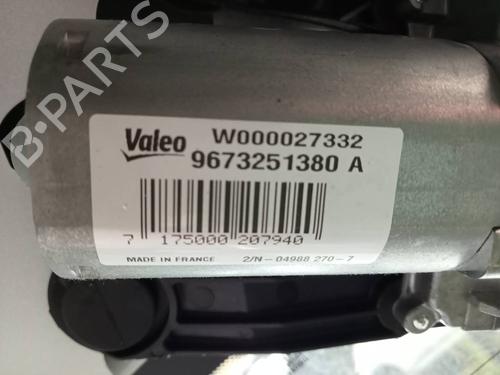 Valeo W000027332
9673251380 A
7 175000 207940
MADE IN FRANCE 2/N-04988 270-7
B-PARTS